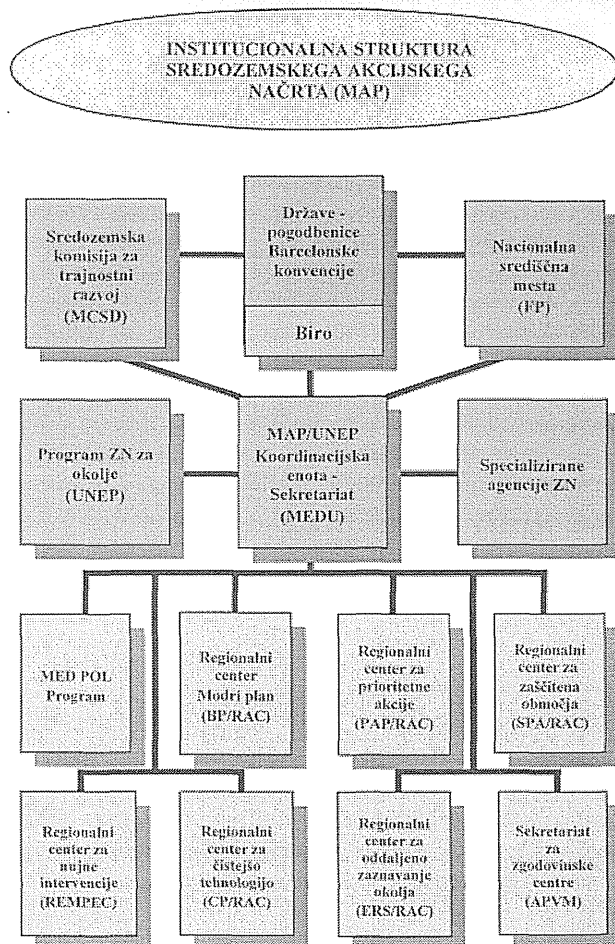 INSTITUCIONALNA STRUKTURA
SREDOZEMSKEGA AKCIJSKEGA
NAČRTA (MAP)
Sredozemska
komisija za
trajnostni
razvoj
(MCSD)
Države -
pogodbenice
Barcelonske
konvencije
Biro
Nacionalna
središčna
mesta
(FP)
Program ZN za
okolje
(UNEP)
MAP/UNEP
Koordinacijska
enota -
Sekretariat
(MEDU)
Specializirane
agencije ZN
MED POL
Program
Regionalni
center
Modri plan
(BP/RAC)
Regionalni
center za
prioritetne
akcije
(PAP/RAC)
Regionalni
center za
zaščitena
območja
(SPA/RAC)
Regionalni
center za
nujne
intervencije
(REMPEC)
Regionalni
center za
čistejšo
tehnologijo
(CP/RAC)
Regionalni
center za
oddaljeno
zaznavanje
okolja
(ERS/RAC)
Sekretariat
za
zgodovinske
centre
(APVM)